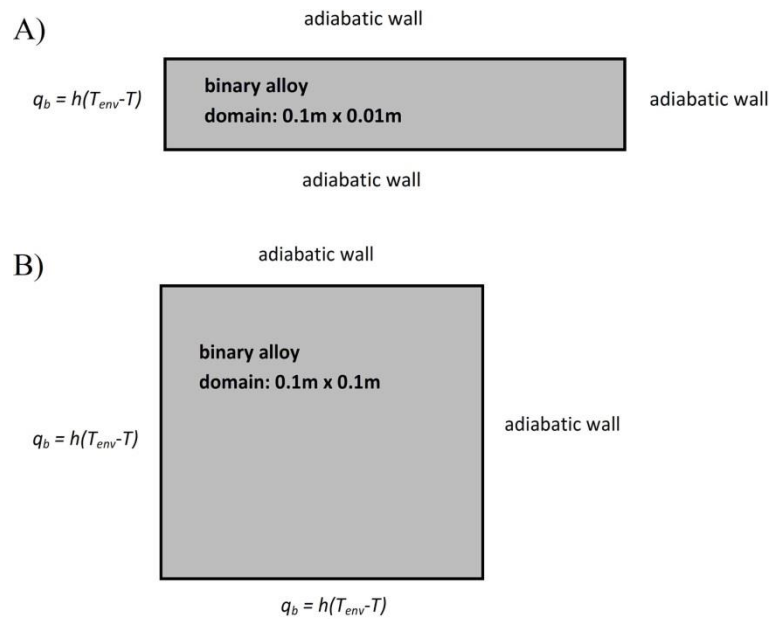 A)
adiabatic wall
q_b = h(T_env-T)
binary alloy
domain: 0.1m x 0.01m
adiabatic wall
adiabatic wall
B)
adiabatic wall
binary alloy
domain: 0.1m x 0.1m
q_b = h(T_env-T)
adiabatic wall
q_b = h(T_env-T)